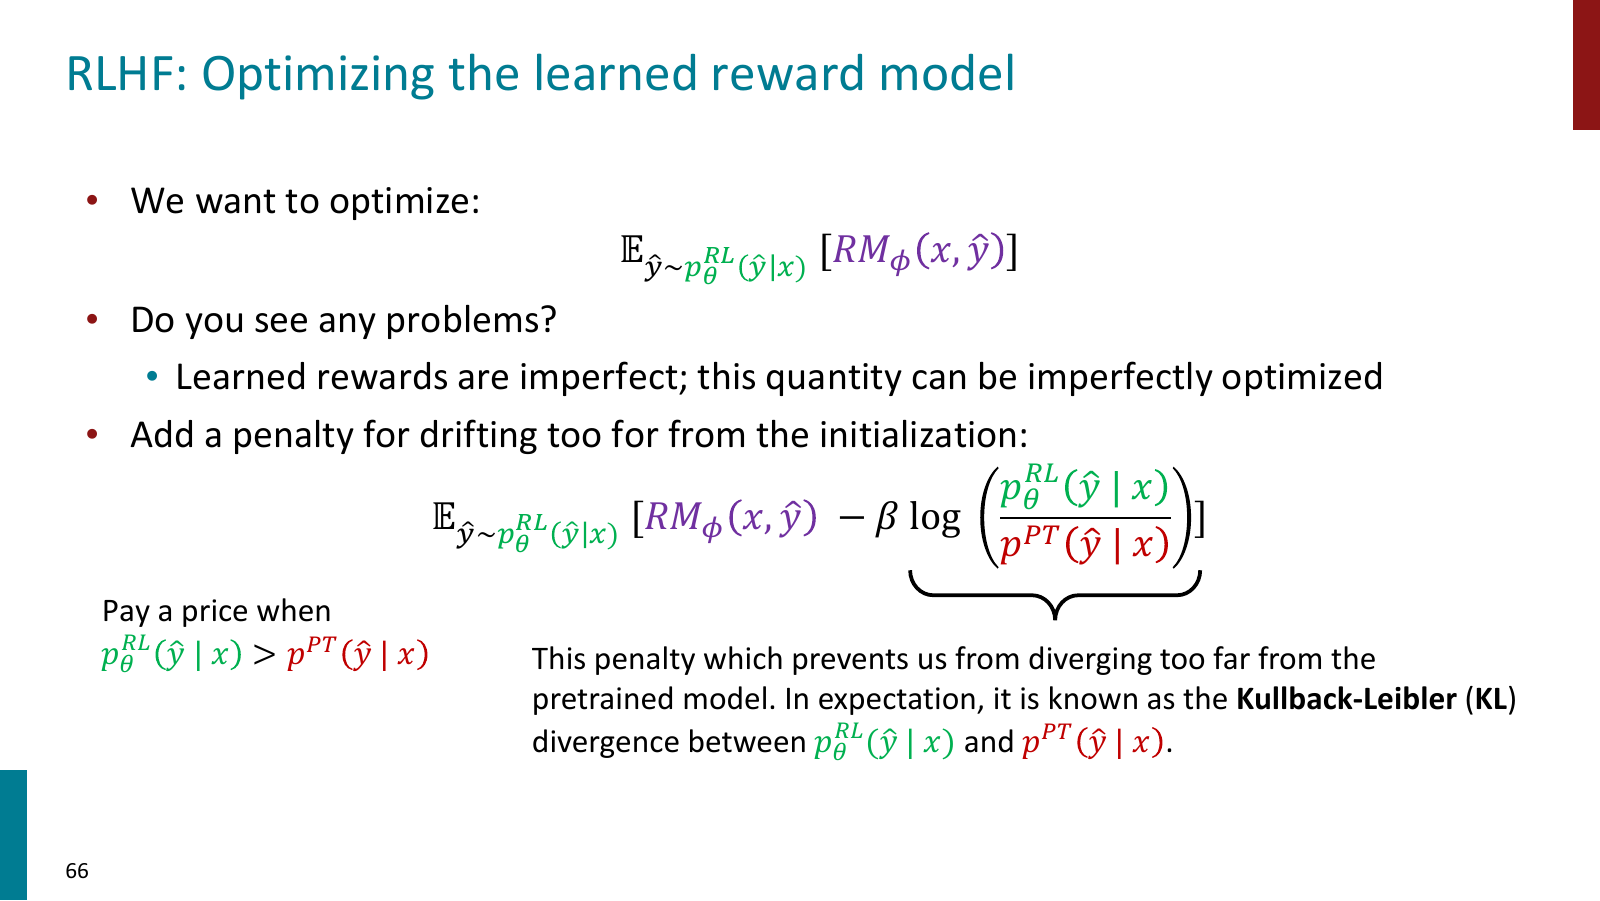 RLHF: Optimizing the learned reward model
• We want to optimize:
𝔼_{ŷ~p_θ^{RL}(ŷ|x)} [RM_ϕ(x, ŷ)]
• Do you see any problems?
• Learned rewards are imperfect; this quantity can be imperfectly optimized
• Add a penalty for drifting too for from the initialization:
𝔼_{ŷ~p_θ^{RL}(ŷ|x)} [RM_ϕ(x, ŷ) − β log (p_θ^{RL}(ŷ | x) / p^{PT}(ŷ | x))]
Pay a price when
p_θ^{RL}(ŷ | x) > p^{PT}(ŷ | x)
This penalty which prevents us from diverging too far from the
pretrained model. In expectation, it is known as the Kullback-Leibler (KL)
divergence between p_θ^{RL}(ŷ | x) and p^{PT}(ŷ | x).
66